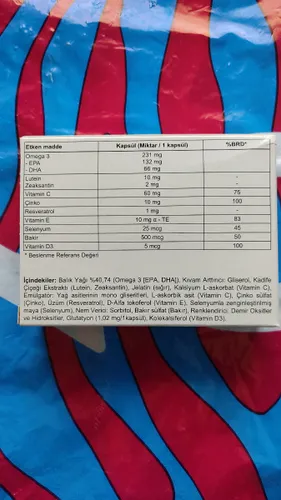 Etken madde Kapsül (Miktar / 1 kapsül) %BRD*
Omega 3 231 mg
- EPA 132 mg -
- DHA 66 mg
Lutein 10 mg -
Zeaksantin 2 mg -
Vitamin C 60 mg 75
Çinko 10 mg 100
Resveratrol 1 mg
Vitamin E 10 mg α - TE 83
Selenyum 25 mcg 45
Bakır 500 mcg 50
Vitamin D3 5 mcg 100
* Beslenme Referans Değeri
İçindekiler: Balık Yağı %40,74 (Omega 3 [EPA, DHA]), Kıvam Arttırıcı: Gliserol, Kadife
Çiçeği Ekstraktı (Lutein, Zeaksantin), Jelatin (sığır), Kalsiyum L-askorbat (Vitamin C),
Emülgatör: Yağ asitlerinin mono gliseritleri, L-askorbik asit (Vitamin C), Çinko sülfat
(Çinko), Üzüm (Resveratrol), D-Alfa tokoferol (Vitamin E), Selenyumla zenginleştirilmiş
maya (Selenyum), Nem Verici: Sorbitol, Bakır sülfat (Bakır), Renklendirici: Demir Oksitler
ve Hidroksitler, Glutatyon (1,02 mg/1kapsül), Kolekalsiferol (Vitamin D3).